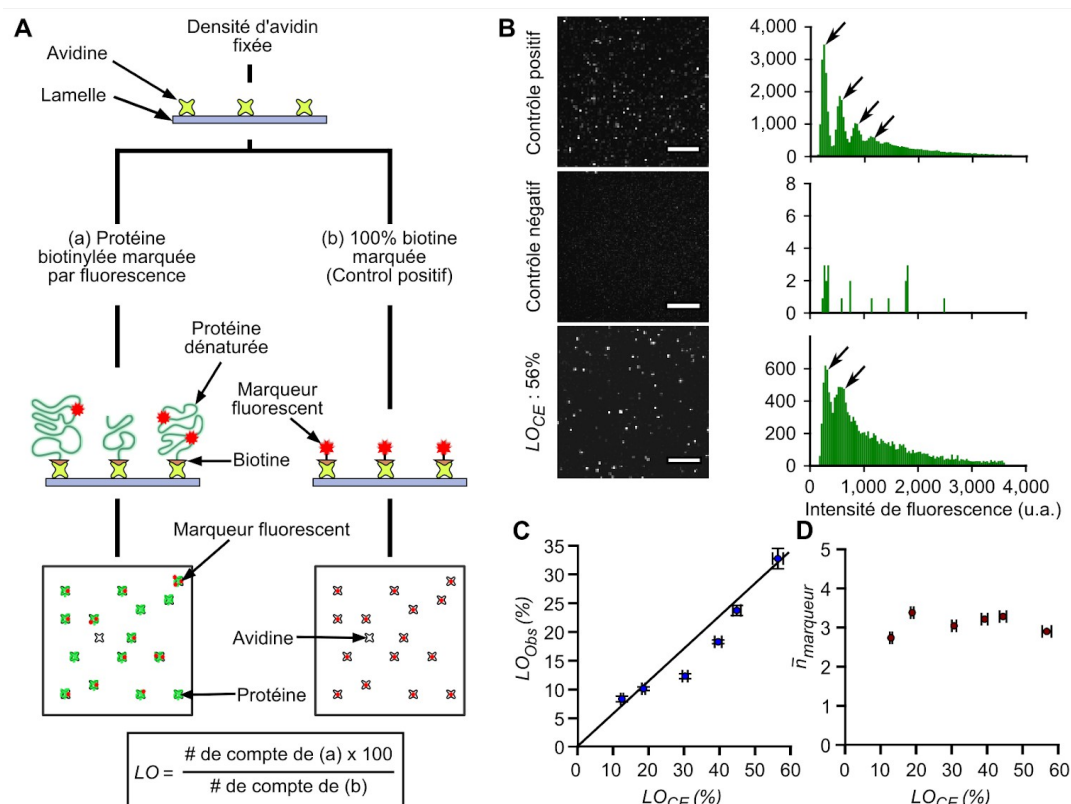 A
Densité d'avidin
fixée
Avidine
Lamelle
(a) Protéine
biotinylée marquée
par fluorescence
(b) 100% biotine
marquée
(Control positif)
Protéine
dénaturée
Marqueur
fluorescent
Biotine
Marqueur fluorescent
Avidine
Protéine
LO = # de compte de (a) x 100
# de compte de (b)
B
Contrôle positif
4,000
3,000
2,000
1,000
0
Contrôle négatif
8
6
4
2
0
LO_CE : 56%
600
400
200
0
0 1,000 2,000 3,000 4,000
Intensité de fluorescence (u.a.)
C
LO_Obs (%)
35
30
25
20
15
10
5
0
0 10 20 30 40 50 60
LO_CE (%)
D
n̄_marqueur
5
4
3
2
1
0
0 10 20 30 40 50 60
LO_CE (%)